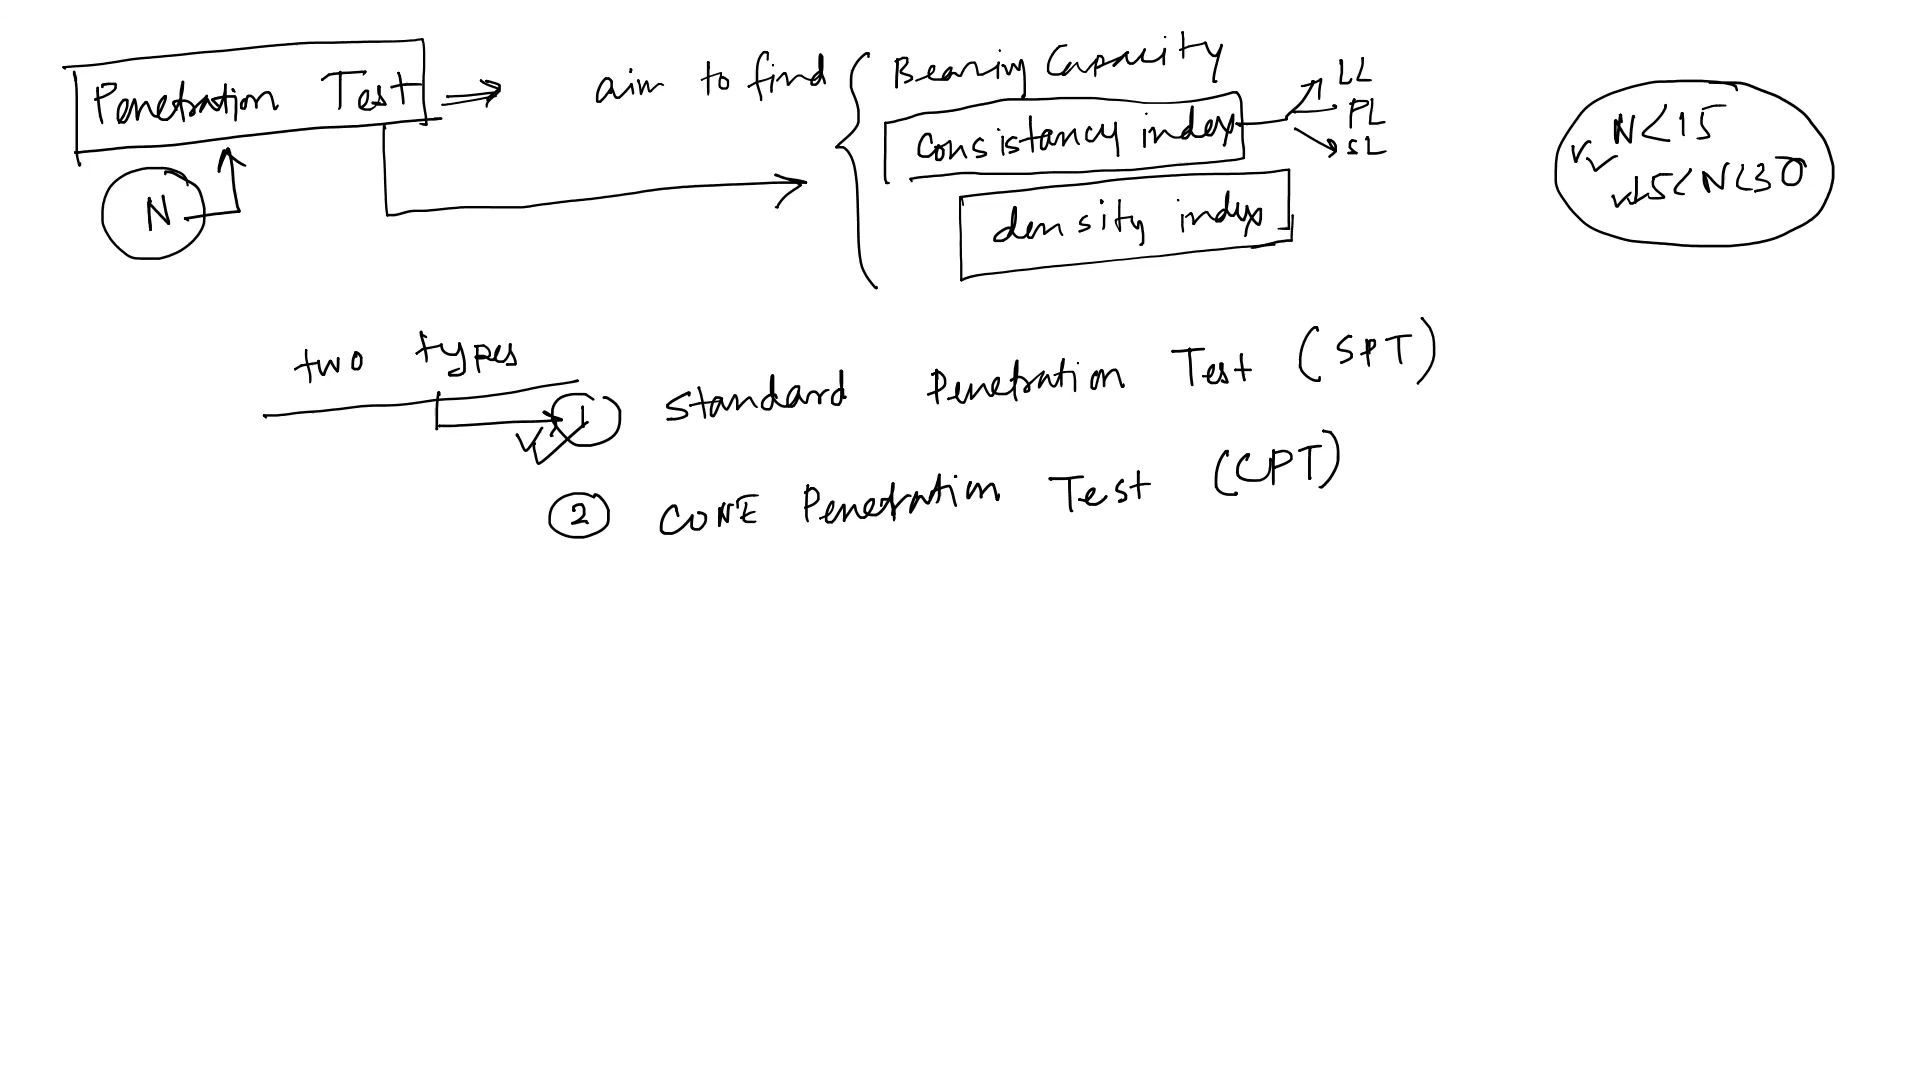 Penetration Test → aim to find { Bearing Capacity
Consistancy index → LL
PL
SL
density index
N
N<15
15<N<30
two types
① Standard Penetration Test (SPT)
② CONE Penetration Test (CPT)